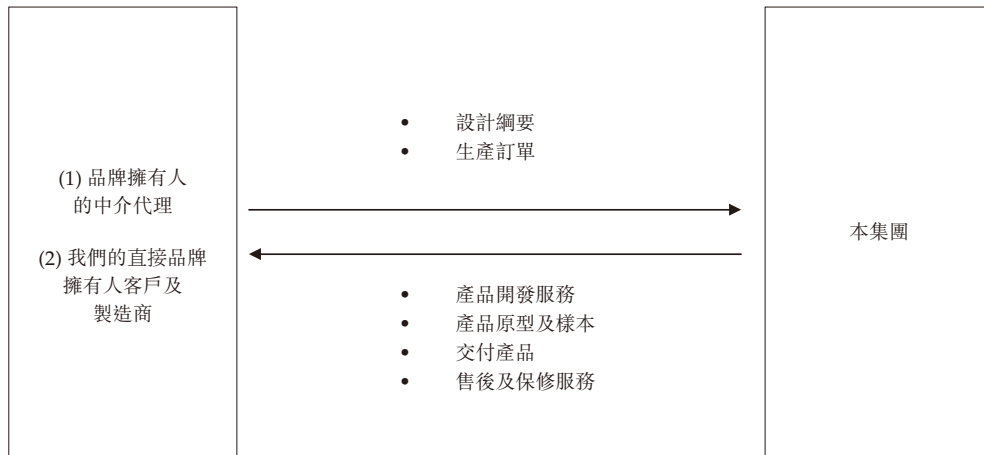 (1) 品牌擁有人
的中介代理
(2) 我們的直接品牌
擁有人客戶及
製造商
• 設計綱要
• 生產訂單
• 產品開發服務
• 產品原型及樣本
• 交付產品
• 售後及保修服務
本集團